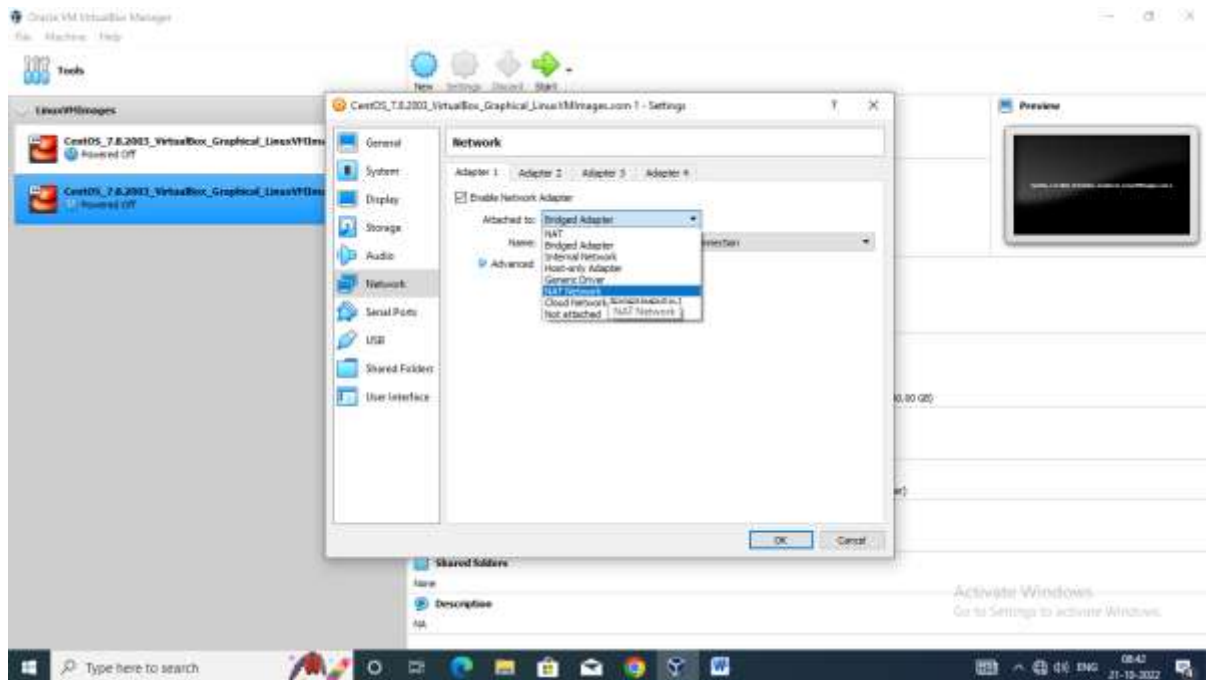 Oracle VM VirtualBox Manager
File Machine Help
Tools
New Settings Discard Start
LinuxVMImages
CentOS_7.8.2003_VirtualBox_Graphical_LinuxVMIma
Powered Off
CentOS_7.8.2003_VirtualBox_Graphical_LinuxVMIma
Powered Off
Preview
CentOS_7.8.2003_VirtualBox_Graphical_LinuxVMImages.com 1 - Settings ? ×
General
System
Display
Storage
Audio
Network
Serial Ports
USB
Shared Folders
User Interface
Network
Adapter 1 Adapter 2 Adapter 3 Adapter 4
Enable Network Adapter
Attached to: Bridged Adapter
Name:
Advanced
NAT
Bridged Adapter
Internal Network
Host-only Adapter
Generic Driver
NAT Network
Cloud Network
Not attached
NAT Network
OK Cancel
Shared folders
None
Description
NA
Activate Windows
Go to Settings to activate Windows.
Type here to search
ENG
08:42
21-10-2022